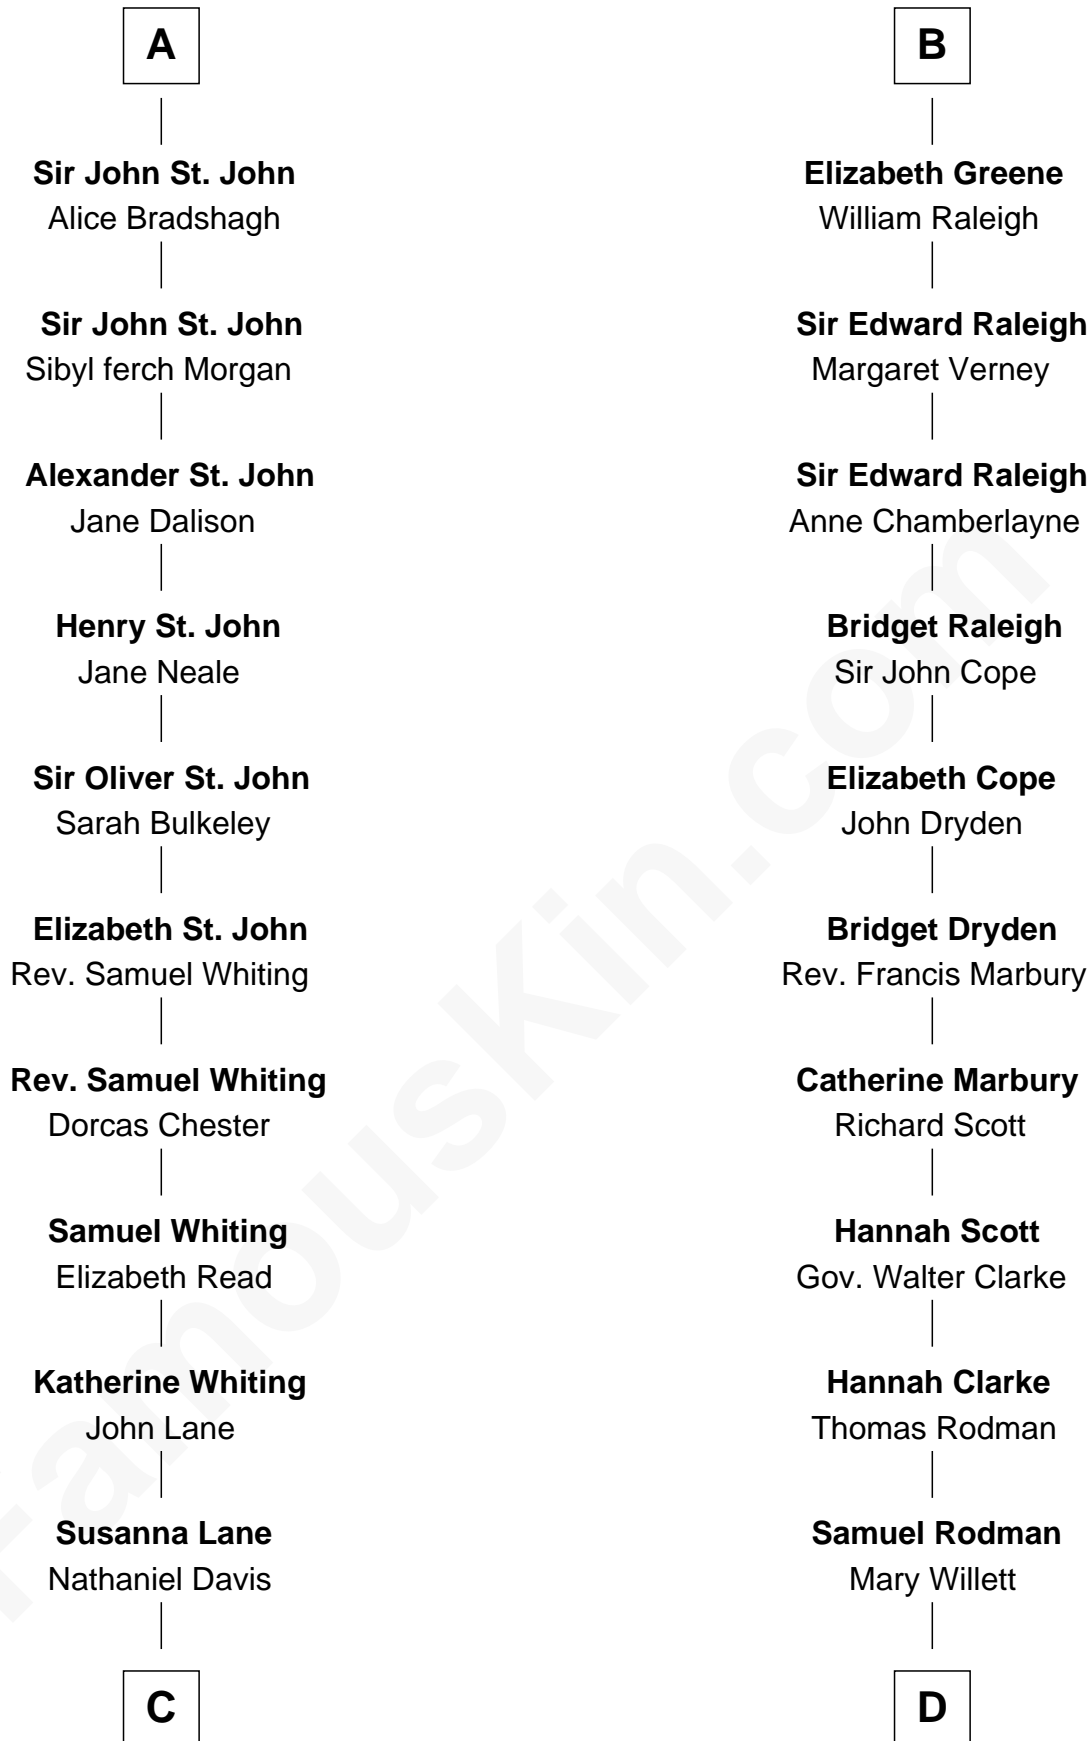 A
Sir John St. John
Alice Bradshagh
Sir John St. John
Sibyl ferch Morgan
Alexander St. John
Jane Dalison
Henry St. John
Jane Neale
Sir Oliver St. John
Sarah Bulkeley
Elizabeth St. John
Rev. Samuel Whiting
Rev. Samuel Whiting
Dorcas Chester
Samuel Whiting
Elizabeth Read
Katherine Whiting
John Lane
Susanna Lane
Nathaniel Davis
C
B
Elizabeth Greene
William Raleigh
Sir Edward Raleigh
Margaret Verney
Sir Edward Raleigh
Anne Chamberlayne
Bridget Raleigh
Sir John Cope
Elizabeth Cope
John Dryden
Bridget Dryden
Rev. Francis Marbury
Catherine Marbury
Richard Scott
Hannah Scott
Gov. Walter Clarke
Hannah Clarke
Thomas Rodman
Samuel Rodman
Mary Willett
D
FamousKin.com